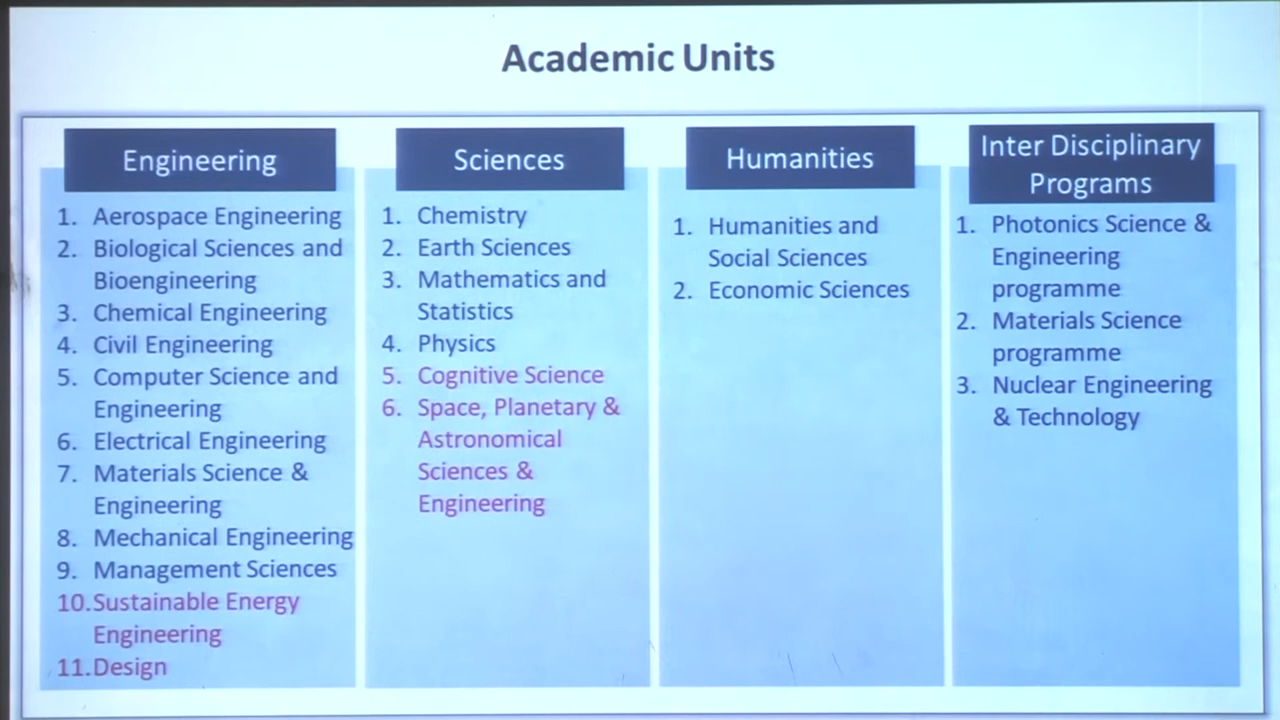 Academic Units
Engineering
1. Aerospace Engineering
2. Biological Sciences and
Bioengineering
3. Chemical Engineering
4. Civil Engineering
5. Computer Science and
Engineering
6. Electrical Engineering
7. Materials Science &
Engineering
8. Mechanical Engineering
9. Management Sciences
10. Sustainable Energy
Engineering
11. Design
Sciences
1. Chemistry
2. Earth Sciences
3. Mathematics and
Statistics
4. Physics
5. Cognitive Science
6. Space, Planetary &
Astronomical
Sciences &
Engineering
Humanities
1. Humanities and
Social Sciences
2. Economic Sciences
Inter Disciplinary
Programs
1. Photonics Science &
Engineering
programme
2. Materials Science
programme
3. Nuclear Engineering
& Technology